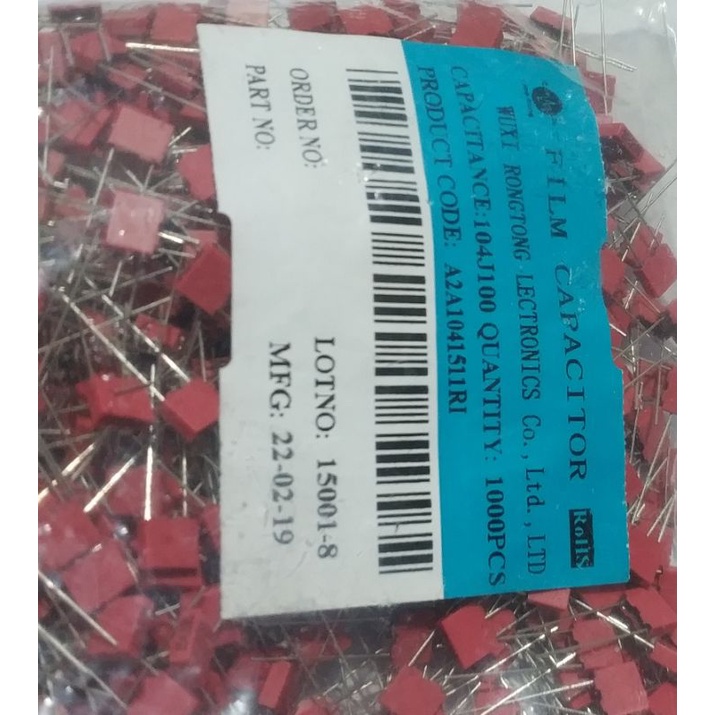 FILM CAPACITOR RoHS
WUXI RONGTONG LECTRONICS Co., Ltd., LTD
CAPACITANCE:104J100 QUANTITY: 1000PCS
PRODUCT CODE: A2A1041511RI
ORDER NO: LOTNO: 15001-8
PART NO: MFG: 22-02-19